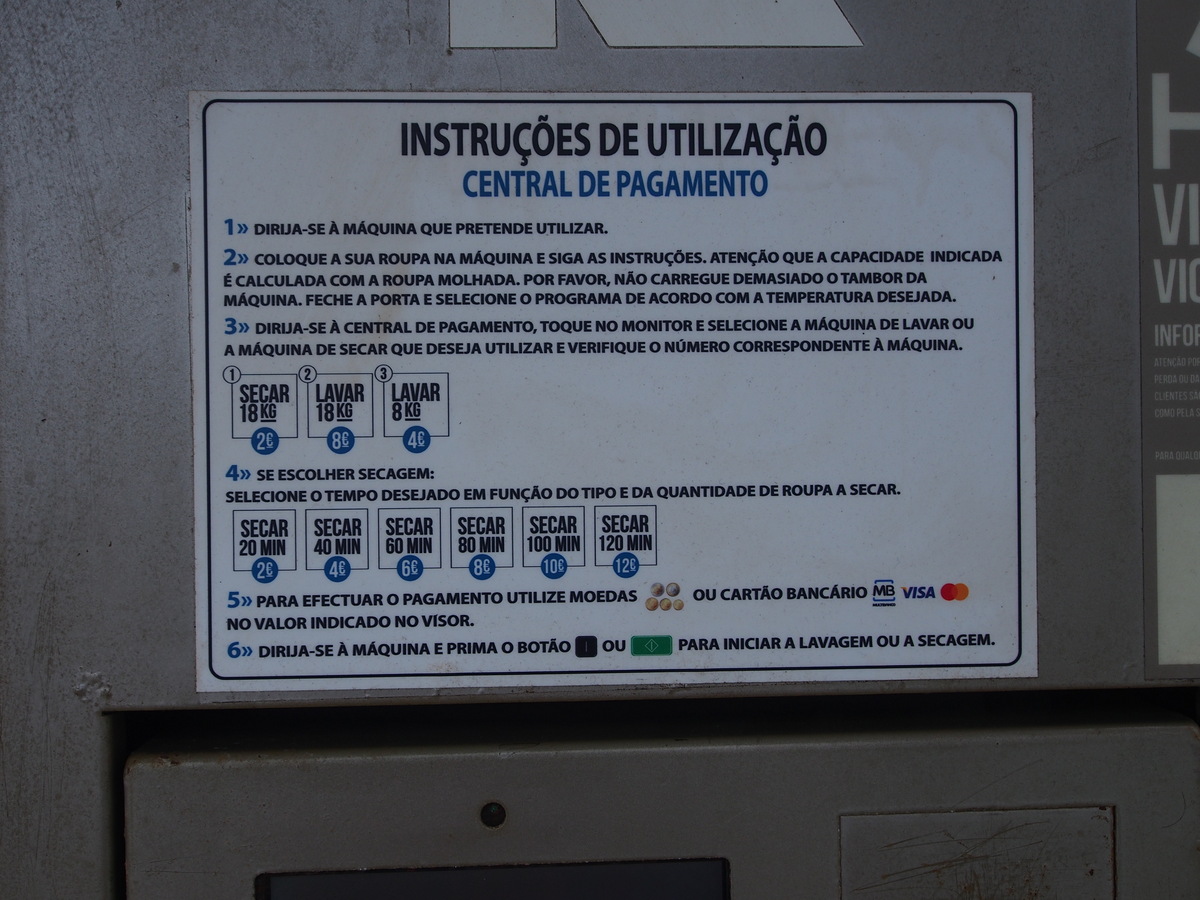 INSTRUÇÕES DE UTILIZAÇÃO
CENTRAL DE PAGAMENTO
1» DIRIJA-SE À MÁQUINA QUE PRETENDE UTILIZAR.
2» COLOQUE A SUA ROUPA NA MÁQUINA E SIGA AS INSTRUÇÕES. ATENÇÃO QUE A CAPACIDADE INDICADA
É CALCULADA COM A ROUPA MOLHADA. POR FAVOR, NÃO CARREGUE DEMASIADO O TAMBOR DA
MÁQUINA. FECHE A PORTA E SELECIONE O PROGRAMA DE ACORDO COM A TEMPERATURA DESEJADA.
3» DIRIJA-SE À CENTRAL DE PAGAMENTO, TOQUE NO MONITOR E SELECIONE A MÁQUINA DE LAVAR OU
A MÁQUINA DE SECAR QUE DESEJA UTILIZAR E VERIFIQUE O NÚMERO CORRESPONDENTE À MÁQUINA.
1 2 3
SECAR LAVAR LAVAR
18 KG 18 KG 8 KG
2€ 8€ 4€
4» SE ESCOLHER SECAGEM:
SELECIONE O TEMPO DESEJADO EM FUNÇÃO DO TIPO E DA QUANTIDADE DE ROUPA A SECAR.
SECAR SECAR SECAR SECAR SECAR SECAR
20 MIN 40 MIN 60 MIN 80 MIN 100 MIN 120 MIN
2€ 4€ 6€ 8€ 10€ 12€
5» PARA EFECTUAR O PAGAMENTO UTILIZE MOEDAS OU CARTÃO BANCÁRIO MB MULTIBANCO VISA
NO VALOR INDICADO NO VISOR.
6» DIRIJA-SE À MÁQUINA E PRIMA O BOTÃO I OU PARA INICIAR A LAVAGEM OU A SECAGEM.
ATENÇÃO
PERDA OU
CLIENTES
COMO PELA